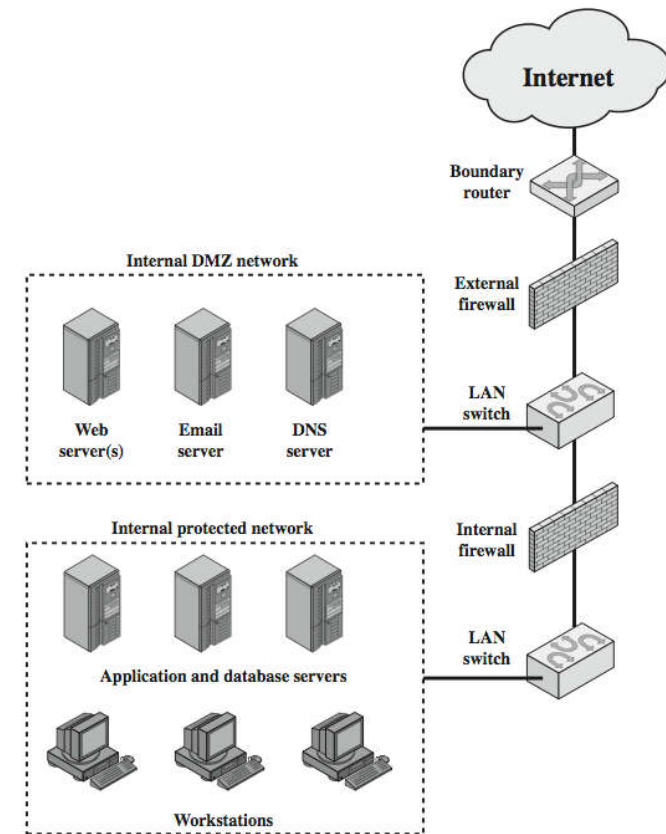 Internet
Boundary
router
Internal DMZ network
External
firewall
Web
server(s)
Email
server
DNS
server
LAN
switch
Internal protected network
Internal
firewall
Application and database servers
LAN
switch
Workstations